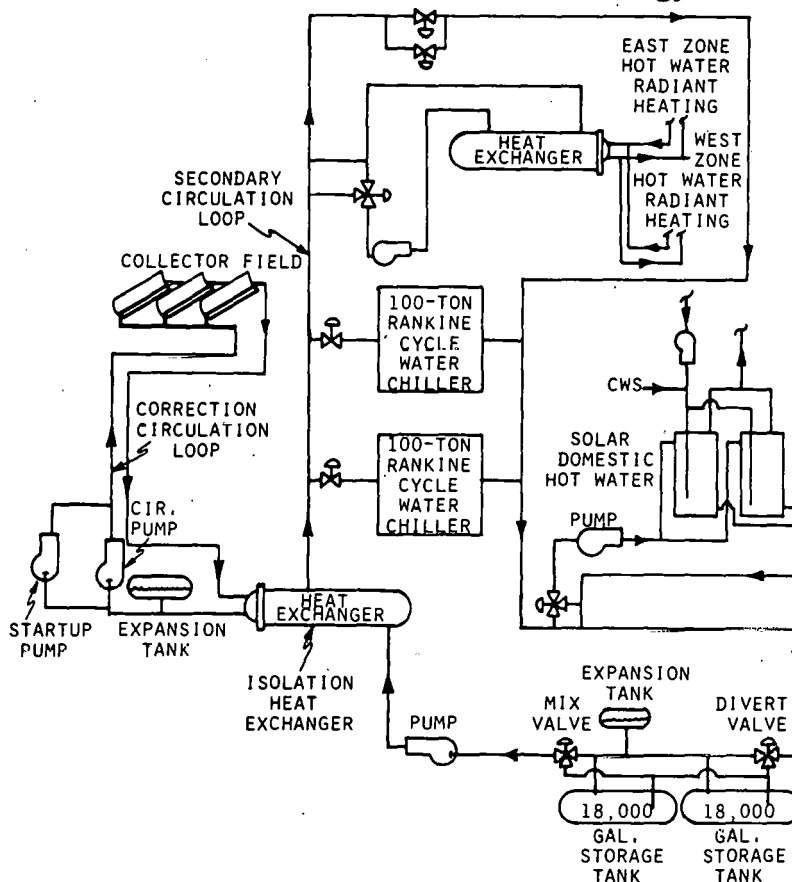 EAST ZONE
HOT WATER
RADIANT
HEATING
HEAT
EXCHANGER
WEST
ZONE
HOT WATER
RADIANT
HEATING
SECONDARY
CIRCULATION
LOOP
COLLECTOR FIELD
100-TON
RANKINE
CYCLE
WATER
CHILLER
CWS
SOLAR
DOMESTIC
HOT WATER
CORRECTION
CIRCULATION
LOOP
100-TON
RANKINE
CYCLE
WATER
CHILLER
CIR.
PUMP
PUMP
HEAT
EXCHANGER
STARTUP
PUMP
EXPANSION
TANK
ISOLATION
HEAT
EXCHANGER
PUMP
EXPANSION
TANK
MIX
VALVE
DIVERT
VALVE
18,000
GAL.
STORAGE
TANK
18,000
GAL.
STORAGE
TANK